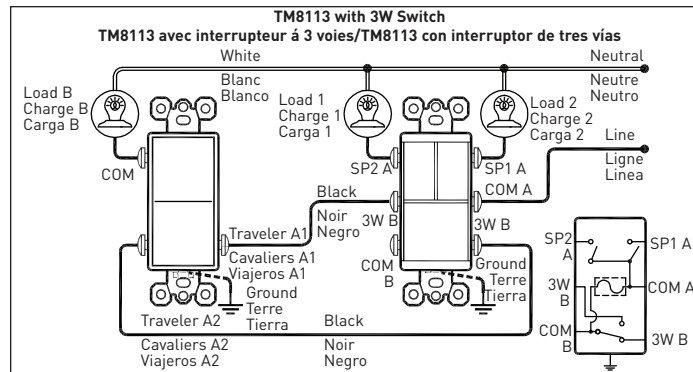 TM8113 with 3W Switch
TM8113 avec interrupteur á 3 voies/TM8113 con interruptor de tres vías
White
Blanc
Blanco
Neutral
Neutre
Neutro
Load B
Charge B
Carga B
Load 1
Charge 1
Carga 1
Load 2
Charge 2
Carga 2
Line
Ligne
Linea
COM
SP2 A
SP1 A
COM A
Black
Noir
Negro
3W B
3W B
Traveler A1
Cavaliers A1
Viajeros A1
COM
B
Ground
Terre
Tierra
Ground
Terre
Tierra
Traveler A2
Cavaliers A2
Viajeros A2
Black
Noir
Negro
SP2
A
SP1 A
3W
B
COM A
COM
B
3W B